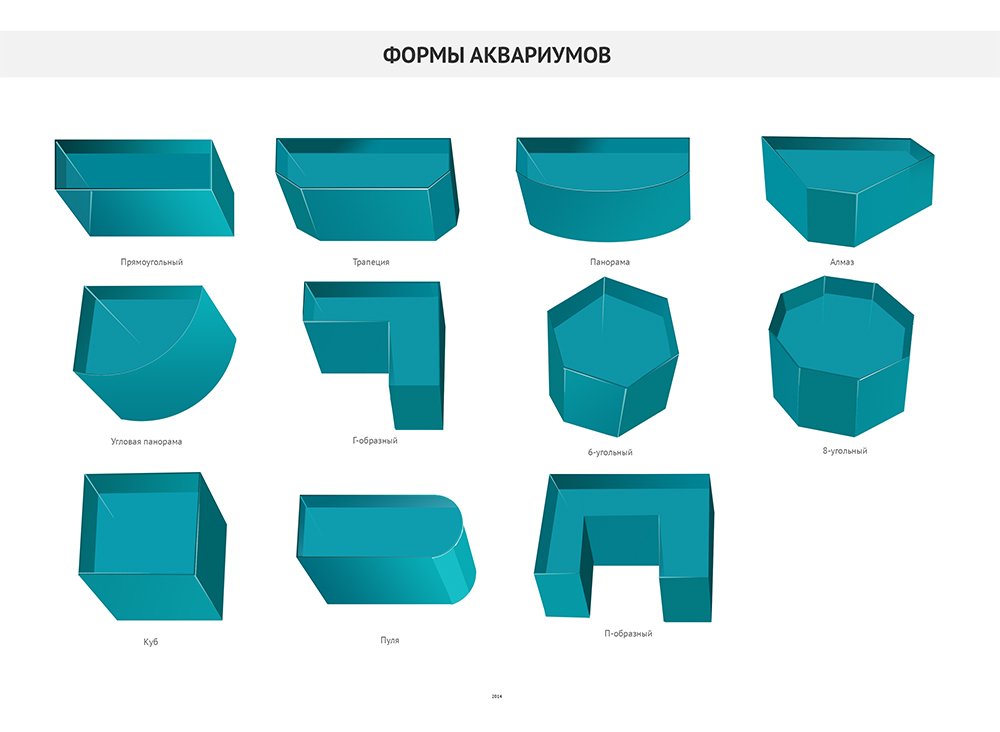 ФОРМЫ АКВАРИУМОВ
Прямоугольный
Трапеция
Панорама
Алмаз
Угловая панорама
Г-образный
6-угольный
8-угольный
Куб
Пуля
П-образный
2014